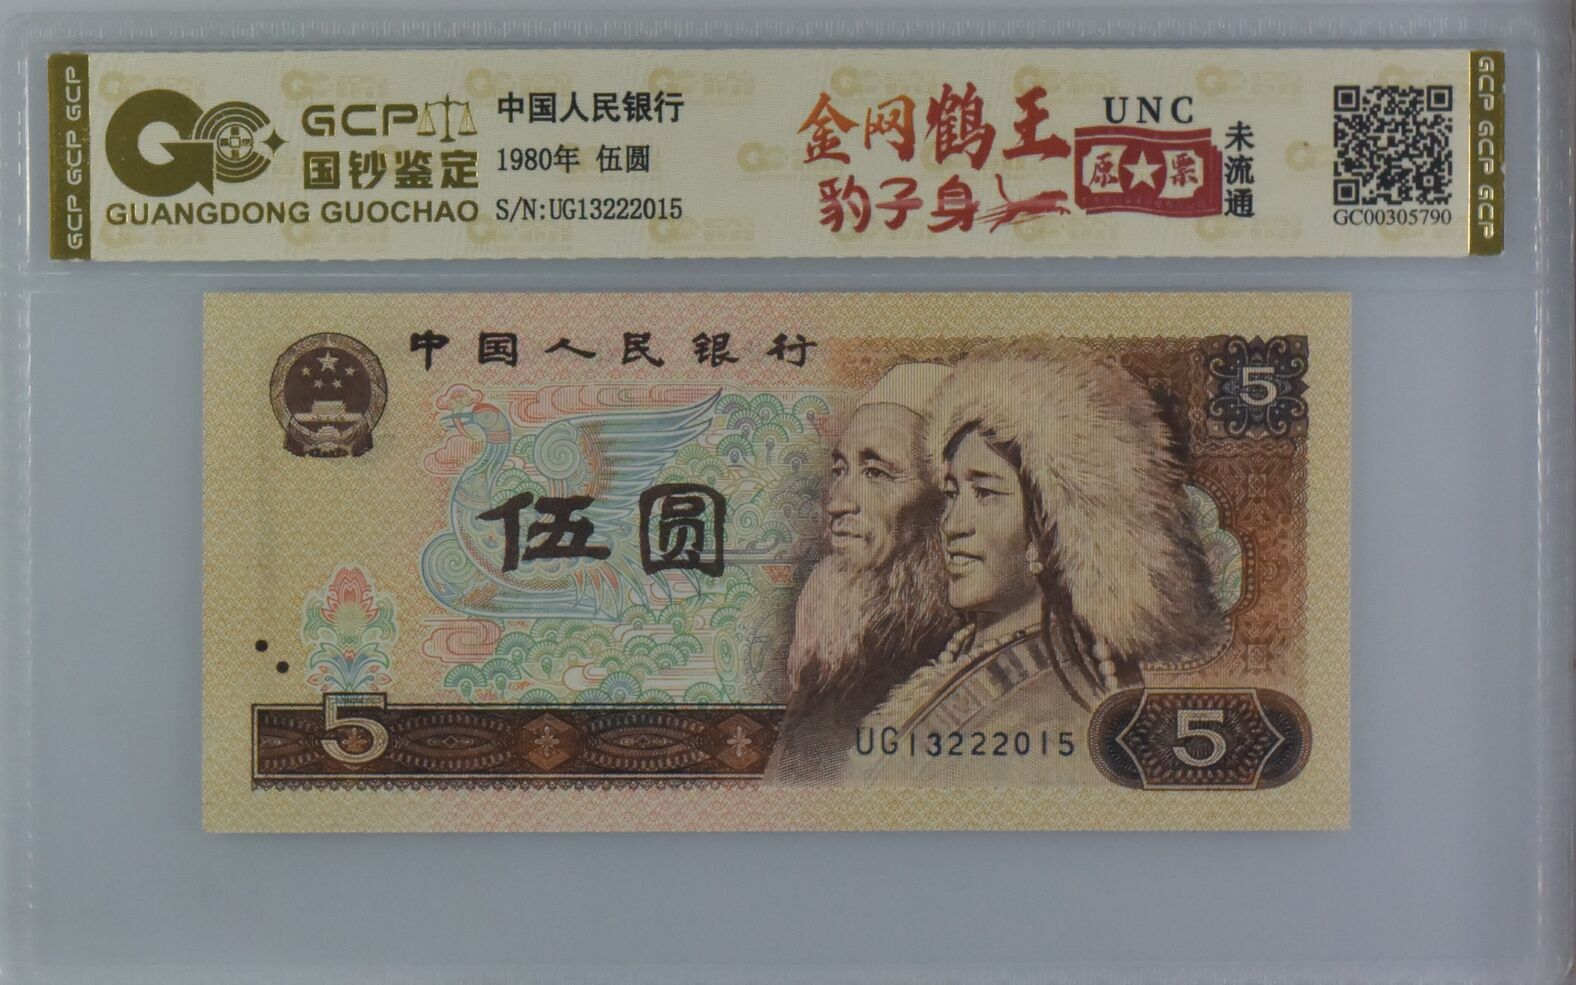 GCP GCP GCP
GCP
国钞鉴定
GUANGDONG GUOCHAO
中国人民银行
1980年 伍圆
S/N:UG13222015
金网鹤王
豹子身
UNC
原★票
未流通
GC00305790
GCP GCP GCP
中国人民银行
5
伍圆
5
UG13222015
5